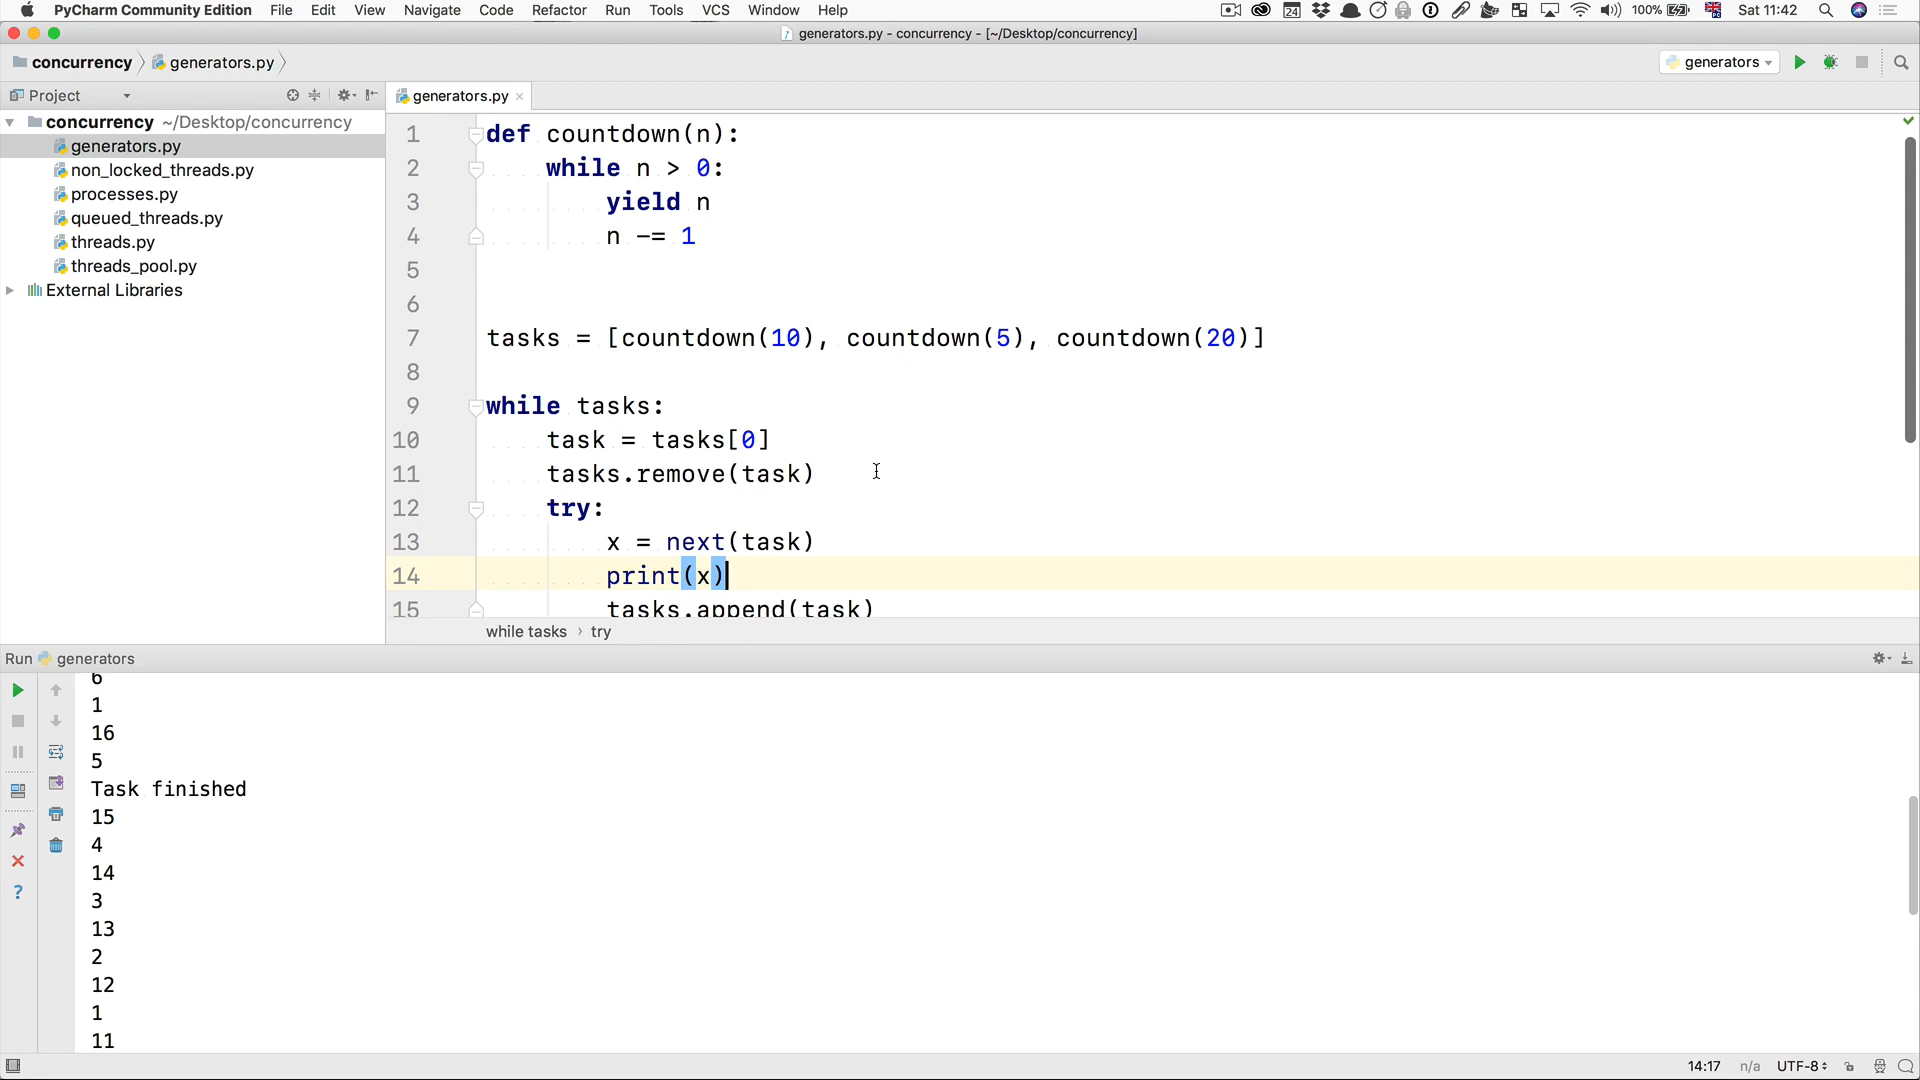 PyCharm Community Edition File Edit View Navigate Code Refactor Run Tools VCS Window Help 24 100% Sat 11:42
generators.py - concurrency - [~/Desktop/concurrency]
concurrency generators.py generators
Project generators.py
concurrency ~/Desktop/concurrency
generators.py
non_locked_threads.py
processes.py
queued_threads.py
threads.py
threads_pool.py
External Libraries
1 def countdown(n):
2 while n > 0:
3 yield n
4 n -= 1
5
6
7 tasks = [countdown(10), countdown(5), countdown(20)]
8
9 while tasks:
10 task = tasks[0]
11 tasks.remove(task)
12 try:
13 x = next(task)
14 print(x)
15 tasks.append(task)
while tasks › try
Run generators
6
1
16
5
Task finished
15
4
14
3
13
2
12
1
11
14:17 n/a UTF-8